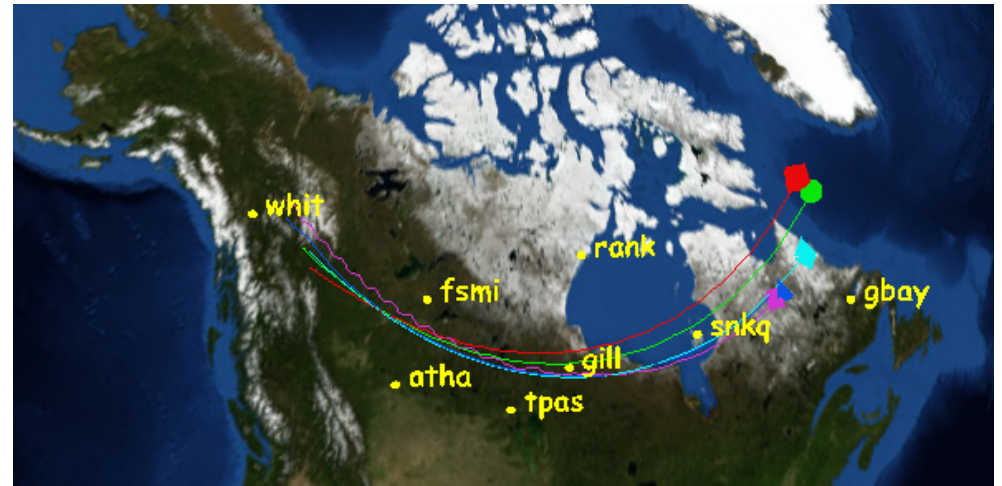 whit
rank
fsmi
gbay
snkq
gill
atha
tpas